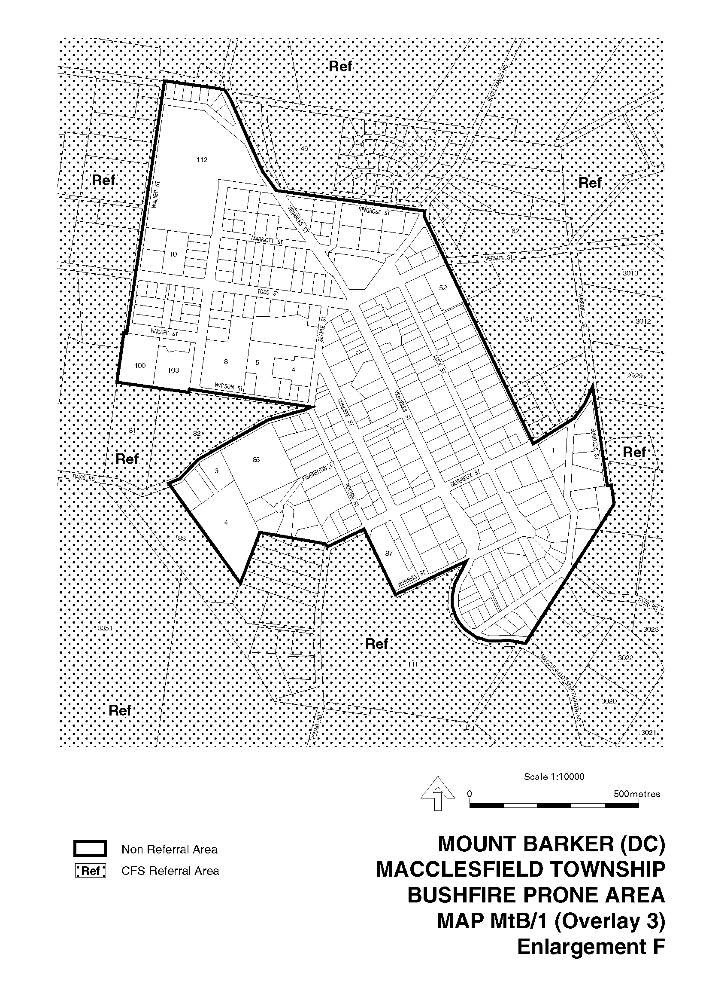 Ref
BUGLE RANGE RD
46
112
Ref
Ref
WALKER ST
VENABLES ST
KINGROSE ST
62
MARRIOTT ST
10
VERNON ST
3013
52
TODD ST
WIRRINILLA DR
51
3012
SEARLE ST
FINCHER ST
100
103
8
5
4
LUCK ST
2929
WATSON ST
CUNLIFFE ST
VENABLES ST
81
82
EDMONDS ST
1
Ref
Ref
85
3
PEMBERTON CT
DAVIS RD
DEVEREUX ST
POCHIN ST
4
83
87
NUNNELY ST
DYER RD
3351
3023
Ref
111
3022
MACCLESFIELD-STRATHALBYN RD
3020
Ref
POUND RD
3021
Scale 1:10000
0
500metres
Non Referral Area
Ref
CFS Referral Area
MOUNT BARKER (DC)
MACCLESFIELD TOWNSHIP
BUSHFIRE PRONE AREA
MAP MtB/1 (Overlay 3)
Enlargement F